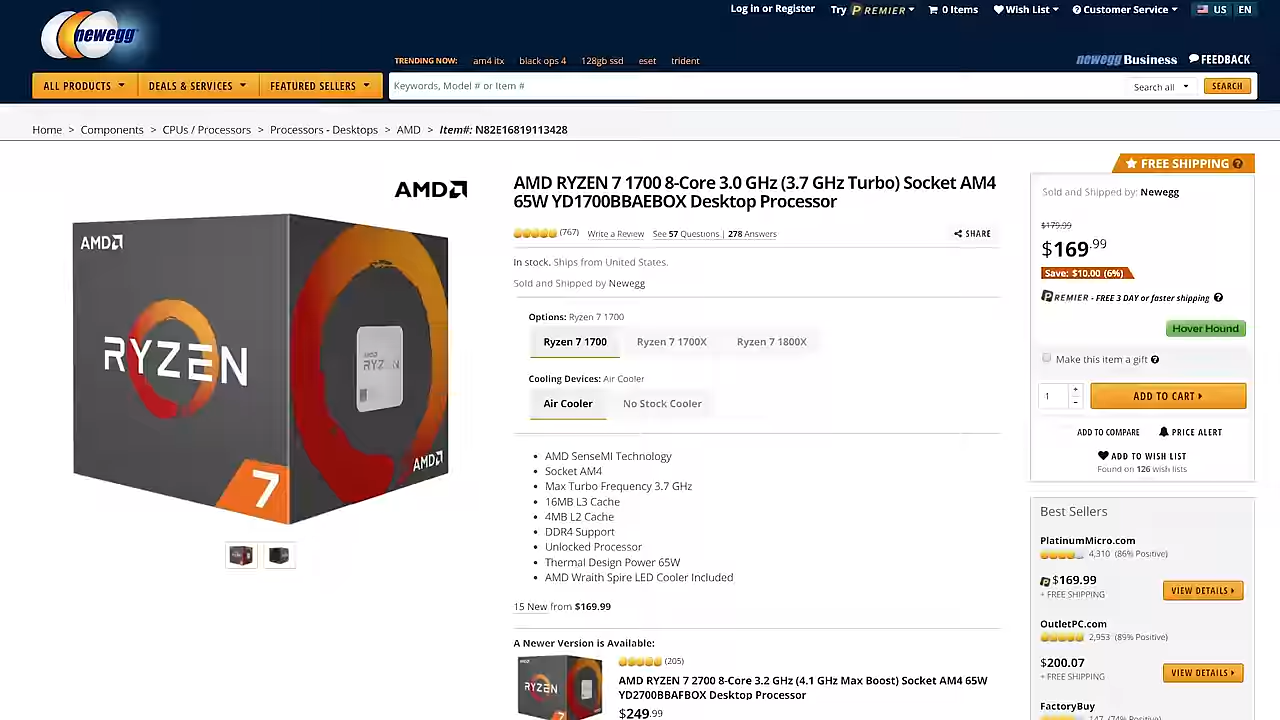 Log in or Register
Try PREMIER
0 Items
Wish List
Customer Service
US
EN
newegg
TRENDING NOW: am4 itx black ops 4 128gb ssd eset trident
newegg Business
FEEDBACK
ALL PRODUCTS
DEALS & SERVICES
FEATURED SELLERS
Keywords, Model # or Item #
Search all
SEARCH
Home > Components > CPUs / Processors > Processors - Desktops > AMD > Item#: N82E16819113428
AMD
AMD
RYZEN
AMD
RYZEN
AMD
7
AMD RYZEN 7 1700 8-Core 3.0 GHz (3.7 GHz Turbo) Socket AM4
65W YD1700BBAEBOX Desktop Processor
(767) Write a Review See 57 Questions | 278 Answers
SHARE
In stock. Ships from United States.
Sold and Shipped by Newegg
Options: Ryzen 7 1700
Ryzen 7 1700
Ryzen 7 1700X
Ryzen 7 1800X
Cooling Devices: Air Cooler
Air Cooler
No Stock Cooler
• AMD SenseMI Technology
• Socket AM4
• Max Turbo Frequency 3.7 GHz
• 16MB L3 Cache
• 4MB L2 Cache
• DDR4 Support
• Unlocked Processor
• Thermal Design Power 65W
• AMD Wraith Spire LED Cooler Included
15 New from $169.99
A Newer Version is Available:
RYZEN
7
(205)
AMD RYZEN 7 2700 8-Core 3.2 GHz (4.1 GHz Max Boost) Socket AM4 65W
YD2700BBAFBOX Desktop Processor
$249.99
FREE SHIPPING
Sold and Shipped by: Newegg
$179.99
$169.99
Save: $10.00 (6%)
PREMIER - FREE 3 DAY or faster shipping
Hover Hound
Make this item a gift
1
+
-
ADD TO CART
ADD TO COMPARE
PRICE ALERT
ADD TO WISH LIST
Found on 126 wish lists
Best Sellers
PlatinumMicro.com
4,310 (86% Positive)
$169.99
+ FREE SHIPPING
VIEW DETAILS
OutletPC.com
2,953 (89% Positive)
$200.07
+ FREE SHIPPING
VIEW DETAILS
FactoryBuy
147 (74% Positive)